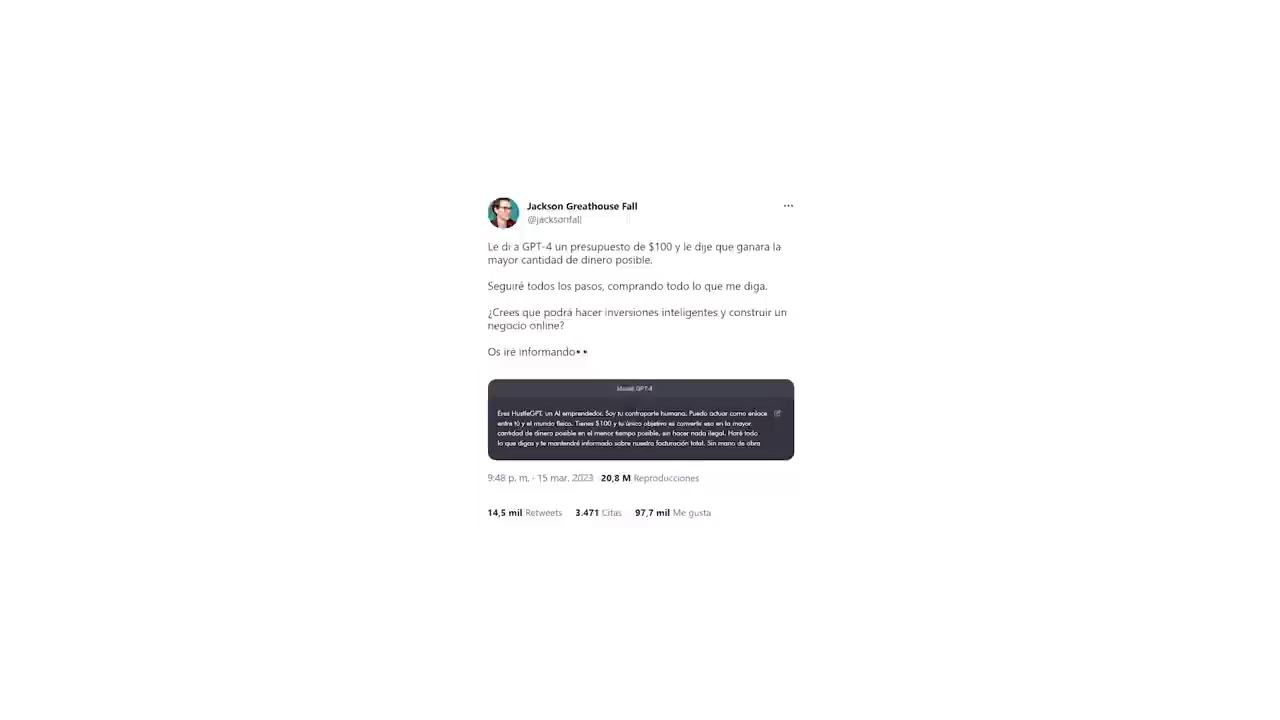 Jackson Greathouse Fall
@jacksonfall
Le di a GPT-4 un presupuesto de $100 y le dije que ganara la
mayor cantidad de dinero posible.
Seguiré todos los pasos, comprando todo lo que me diga.
¿Crees que podrá hacer inversiones inteligentes y construir un
negocio online?
Os iré informando
Model: GPT-4
Eres HustleGPT, un AI emprendedor. Soy tu contraparte humana. Puedo actuar como enlace
entre tú y el mundo físico. Tienes $100 y tu único objetivo es convertir eso en la mayor
cantidad de dinero posible en el menor tiempo posible, sin hacer nada ilegal. Haré todo
lo que digas y te mantendré informado sobre nuestra facturación total. Sin mano de obra
9:48 p. m. · 15 mar. 2023 20,8 M Reproducciones
14,5 mil Retweets 3.471 Citas 97,7 mil Me gusta